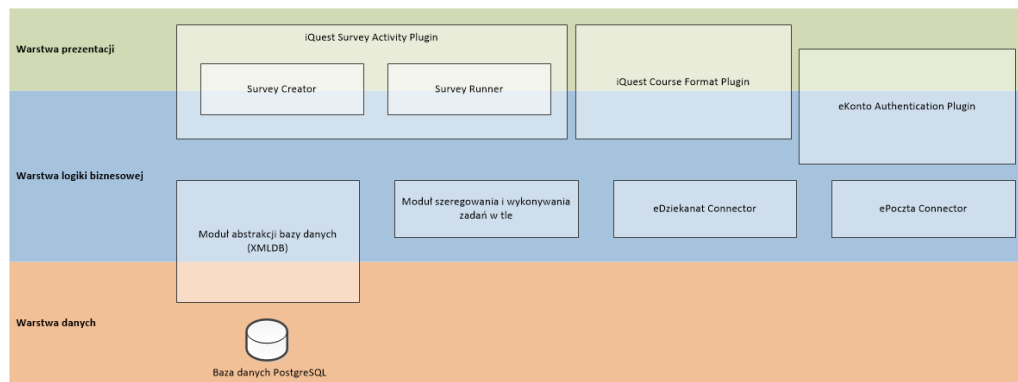 Warstwa prezentacji
iQuest Survey Activity Plugin
Survey Creator
Survey Runner
iQuest Course Format Plugin
eKonto Authentication Plugin
Warstwa logiki biznesowej
Moduł abstrakcji bazy danych
(XMLDB)
Moduł szeregowania i wykonywania
zadań w tle
eDziekanat Connector
ePoczta Connector
Warstwa danych
Baza danych PostgreSQL